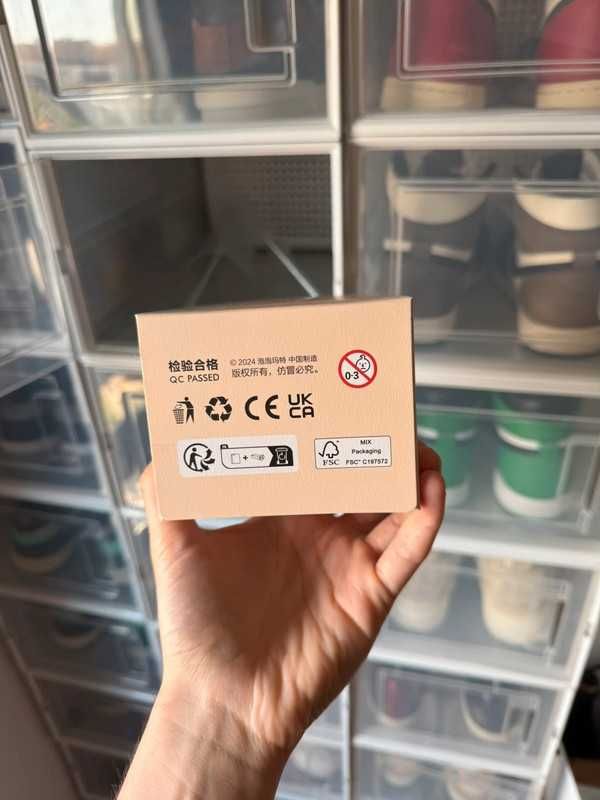 检验合格
QC PASSED
© 2024 泡泡玛特 中国制造
版权所有，仿冒必究。
0-3
CE
UK
CA
+
FSC
MIX
Packaging
FSC® C197572